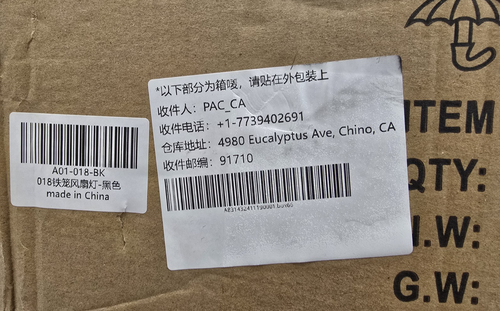 A01-018-BK
018铁笼风扇灯-黑色
made in China
*以下部分为箱唛，请贴在外包装上
收件人：PAC_CA
收件电话：+1-7739402691
仓库地址：4980 Eucalyptus Ave, Chino, CA
收件邮编：91710
ITEM
QTY:
N.W:
G.W: